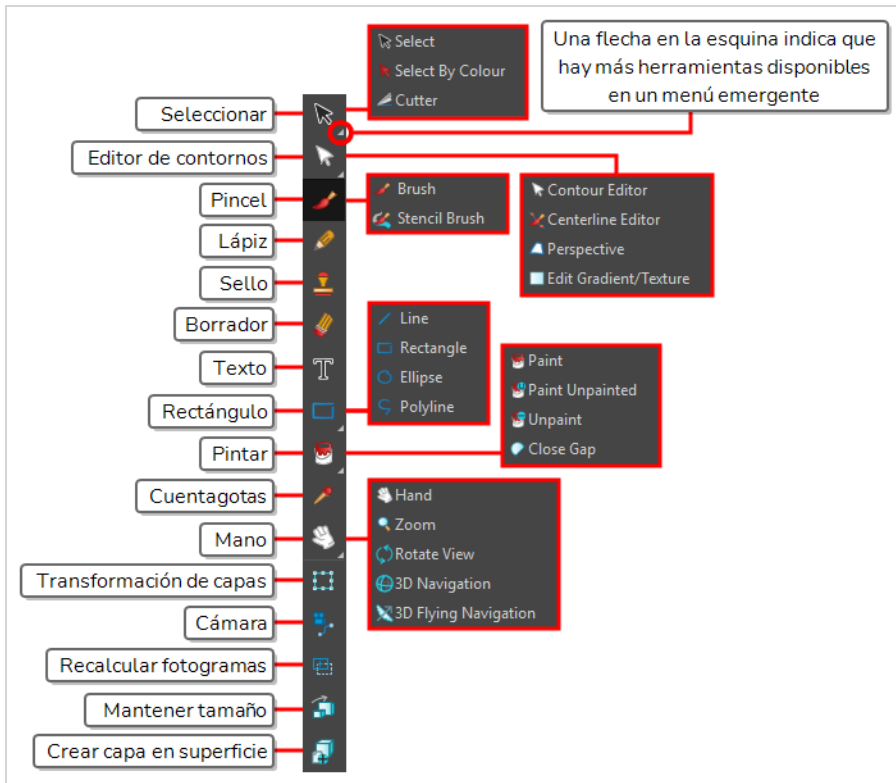 Select
Select By Colour
Cutter
Una flecha en la esquina indica que
hay más herramientas disponibles
en un menú emergente
Seleccionar
Editor de contornos
Pincel
Brush
Stencil Brush
Contour Editor
Centerline Editor
Perspective
Edit Gradient/Texture
Lápiz
Sello
Borrador
Texto
Rectángulo
Line
Rectangle
Ellipse
Polyline
Paint
Paint Unpainted
Unpaint
Close Gap
Pintar
Cuentagotas
Mano
Hand
Zoom
Rotate View
3D Navigation
3D Flying Navigation
Transformación de capas
Cámara
Recalcular fotogramas
Mantener tamaño
Crear capa en superficie